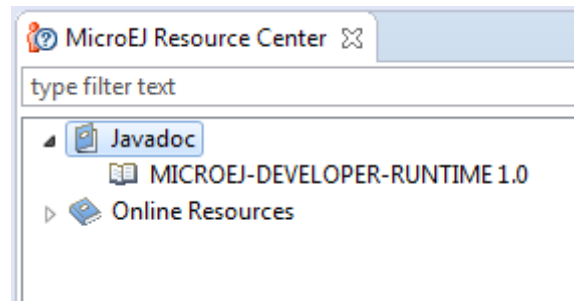 MicroEJ Resource Center
type filter text
Javadoc
MICROEJ-DEVELOPER-RUNTIME 1.0
Online Resources